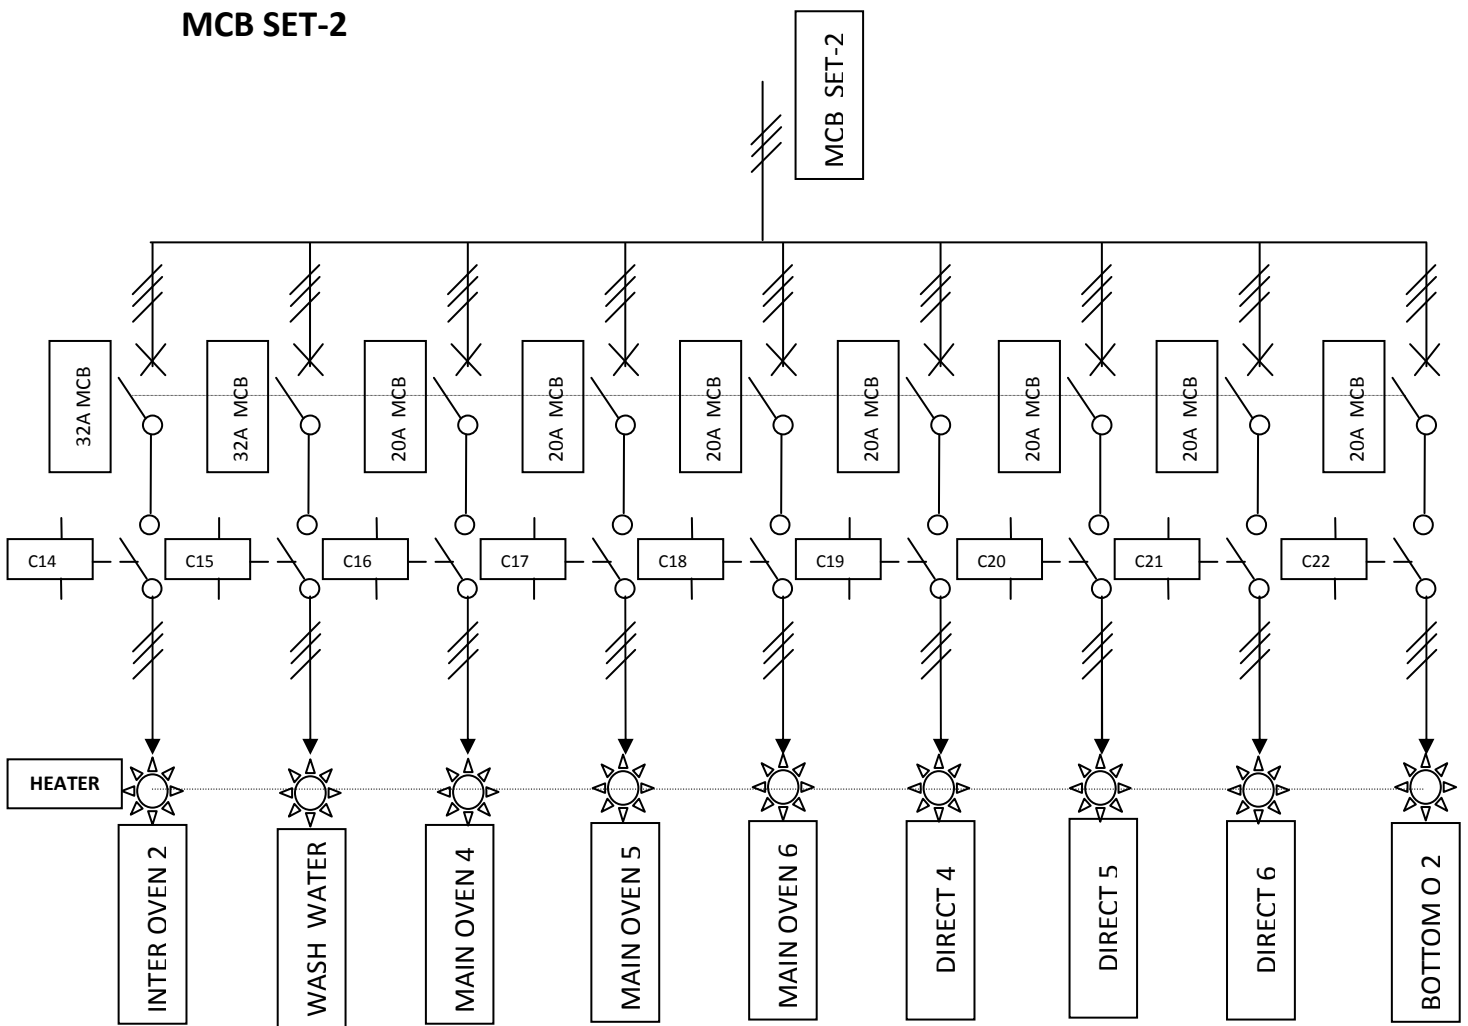 MCB SET-2
MCB SET-2
32A MCB
32A MCB
20A MCB
20A MCB
20A MCB
20A MCB
20A MCB
20A MCB
20A MCB
C14
C15
C16
C17
C18
C19
C20
C21
C22
HEATER
INTER OVEN 2
WASH WATER
MAIN OVEN 4
MAIN OVEN 5
MAIN OVEN 6
DIRECT 4
DIRECT 5
DIRECT 6
BOTTOM O 2